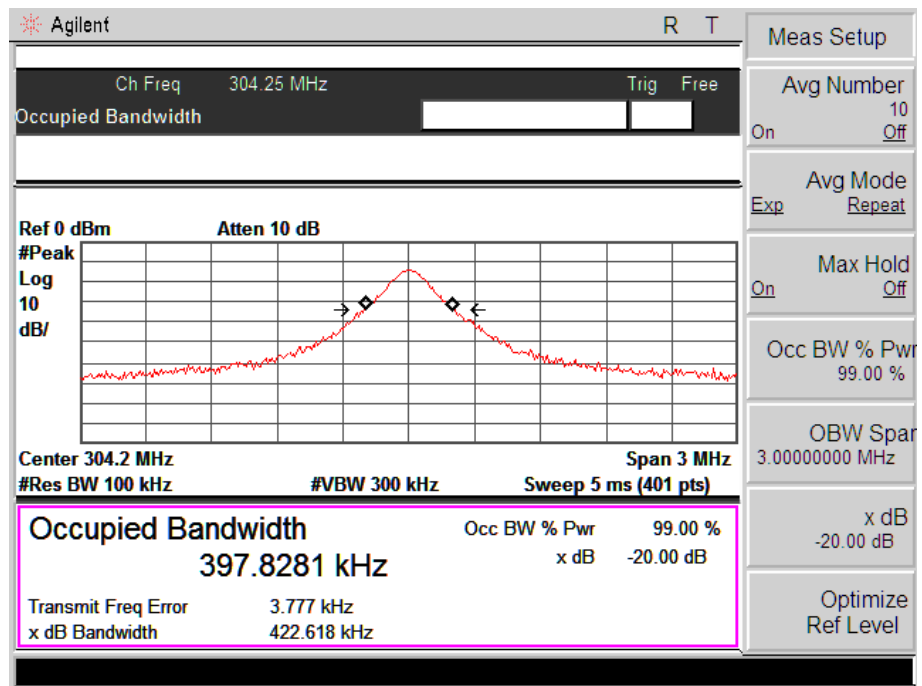 Agilent R T
Ch Freq 304.25 MHz Trig Free
Occupied Bandwidth
Ref 0 dBm Atten 10 dB
#Peak
Log
10
dB/
Center 304.2 MHz Span 3 MHz
#Res BW 100 kHz #VBW 300 kHz Sweep 5 ms (401 pts)
Occupied Bandwidth Occ BW % Pwr 99.00 %
397.8281 kHz x dB -20.00 dB
Transmit Freq Error 3.777 kHz
x dB Bandwidth 422.618 kHz
Meas Setup
Avg Number
10
On Off
Avg Mode
Exp Repeat
Max Hold
On Off
Occ BW % Pwr
99.00 %
OBW Span
3.00000000 MHz
x dB
-20.00 dB
Optimize
Ref Level